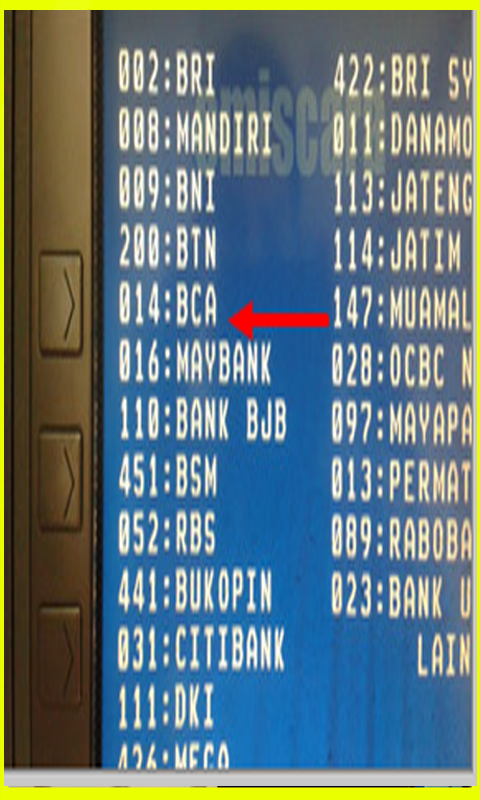 002:BRI
008:MANDIRI
009:BNI
200:BTN
014:BCA
016:MAYBANK
110:BANK BJB
451:BSM
052:RBS
441:BUKOPIN
031:CITIBANK
111:DKI
426:MEGA
422:BRI SY
011:DANAMO
113:JATENG
114:JATIM
147:MUAMAL
028:OCBC N
097:MAYAPA
013:PERMAT
089:RABOBA
023:BANK U
LAIN